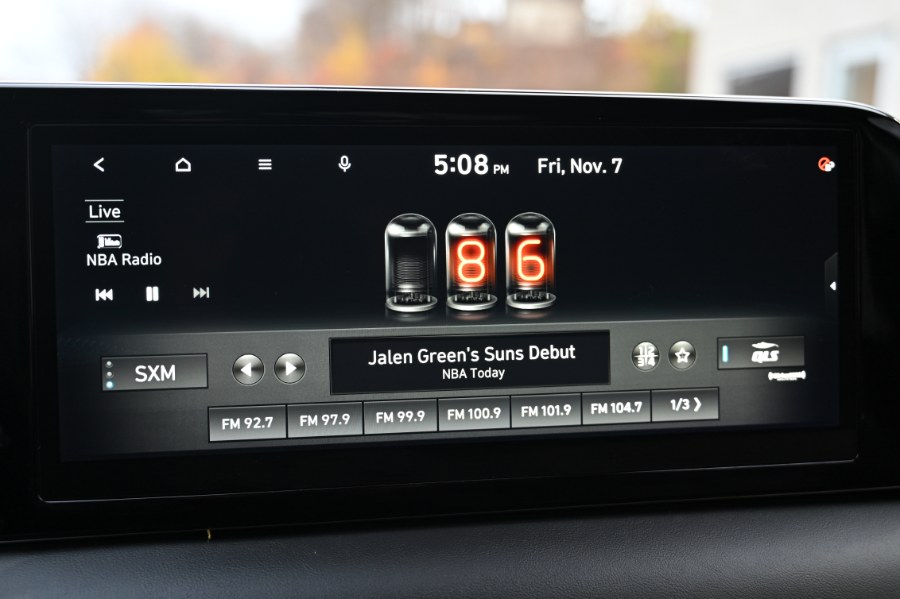 5:08 PM Fri, Nov. 7
Live
NBA Radio
86
SXM
Jalen Green's Suns Debut
NBA Today
QLS
FM 92.7 FM 97.9 FM 99.9 FM 100.9 FM 101.9 FM 104.7 1/3 ❯